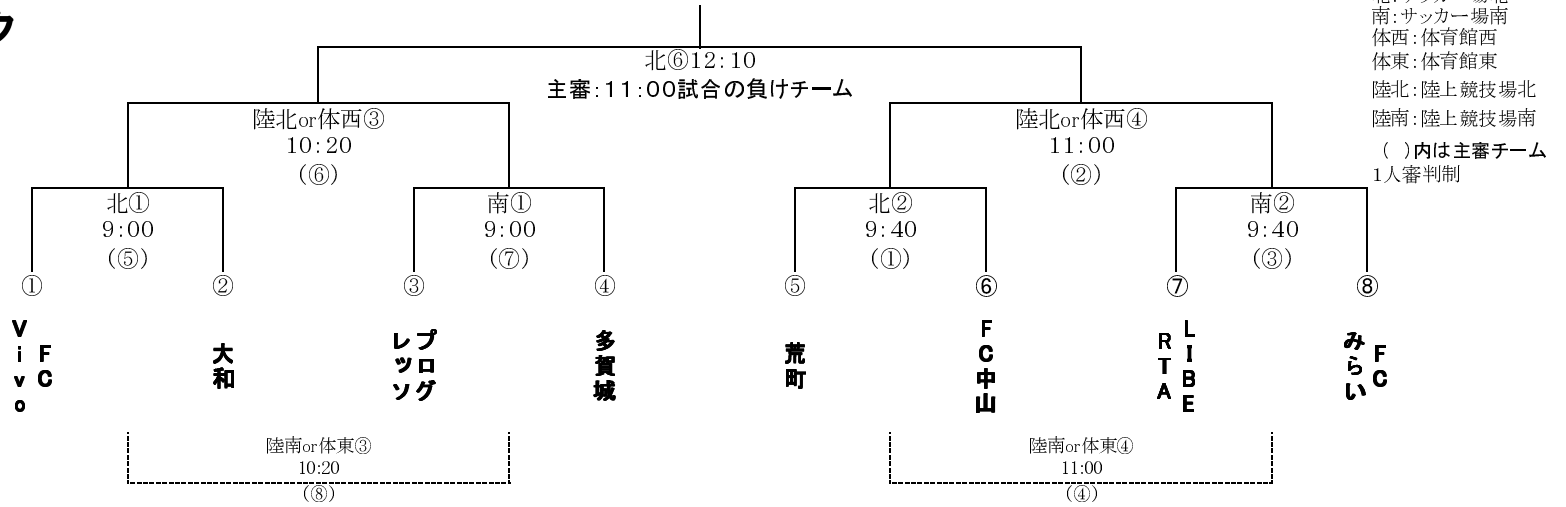 ク
南：サッカー場南
体西：体育館西
体東：体育館東
陸北：陸上競技場北
陸南：陸上競技場南
（ ）内は主審チーム
1人審判制
北⑥12：10
主審：11：00試合の負けチーム
陸北or体西③
10：20
（⑥）
陸北or体西④
11：00
（②）
北①
9：00
（⑤）
南①
9：00
（⑦）
北②
9：40
（①）
南②
9：40
（③）
①
②
③
④
⑤
⑥
⑦
⑧
FC
Vivo
大和
プログ
レッソ
多賀城
荒町
FC中山
LIBE
RTA
FC
みらい
陸南or体東③
10:20
（⑧）
陸南or体東④
11:00
（④）